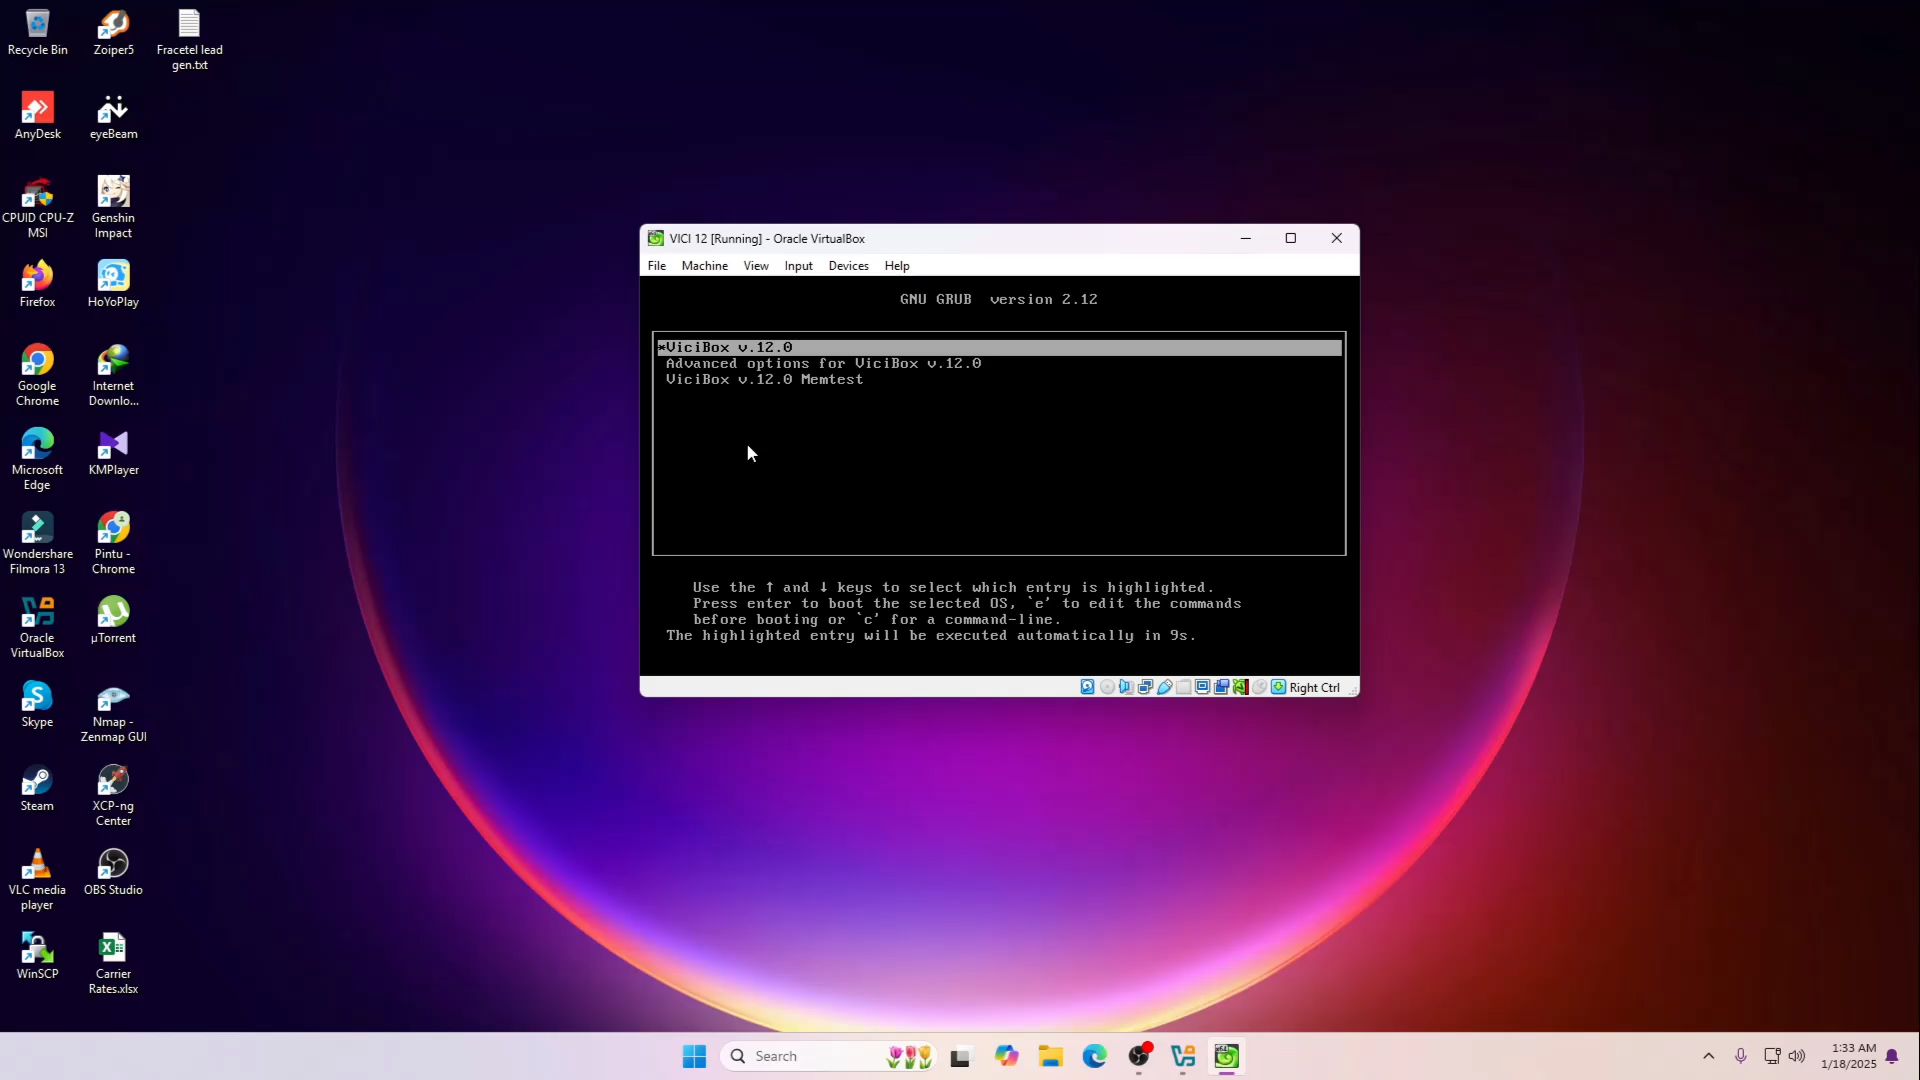 Recycle Bin
Zoiper5
Fracetel lead
gen.txt
AnyDesk
eyeBeam
CPUID CPU-Z
MSI
Genshin
Impact
Firefox
HoYoPlay
Google
Chrome
Internet
Downlo...
Microsoft
Edge
KMPlayer
Wondershare
Filmora 13
Pintu -
Chrome
Oracle
VirtualBox
µTorrent
Skype
Nmap -
Zenmap GUI
Steam
XCP-ng
Center
VLC media
player
OBS Studio
WinSCP
Carrier
Rates.xlsx
VICI 12 [Running] - Oracle VirtualBox
File Machine View Input Devices Help
GNU GRUB version 2.12
*ViciBox v.12.0
Advanced options for ViciBox v.12.0
ViciBox v.12.0 Memtest
Use the ↑ and ↓ keys to select which entry is highlighted.
Press enter to boot the selected OS, `e' to edit the commands
before booting or `c' for a command-line.
The highlighted entry will be executed automatically in 9s.
Right Ctrl
Search
1:33 AM
1/18/2025